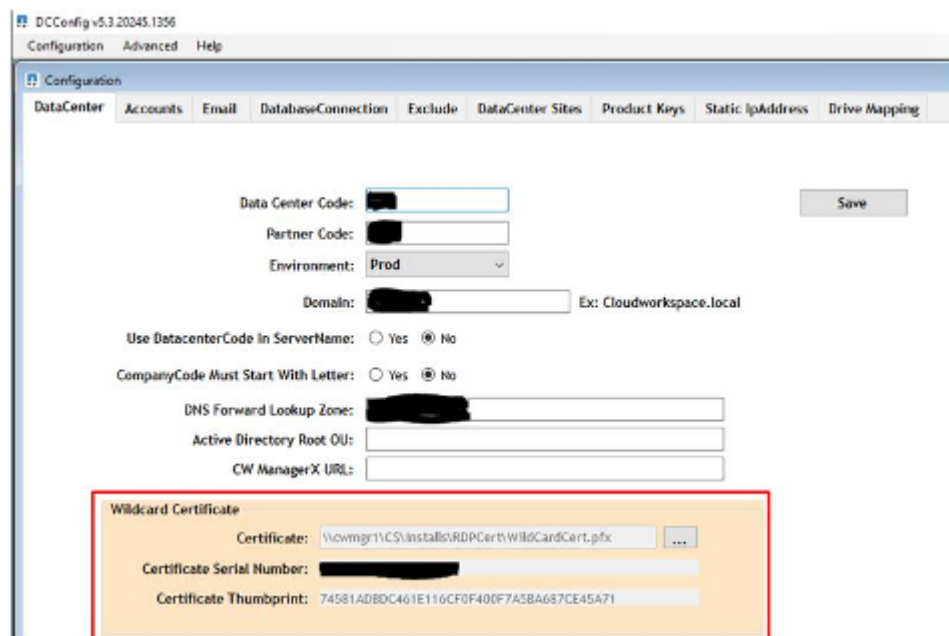 DCConfig v5.3.20245.1356
Configuration Advanced Help
Configuration
DataCenter Accounts Email DatabaseConnection Exclude DataCenter Sites Product Keys Static IpAddress Drive Mapping
Data Center Code: Save
Partner Code:
Environment: Prod
Domain: Ex: Cloudworkspace.local
Use DatacenterCode In ServerName: Yes No
CompanyCode Must Start With Letter: Yes No
DNS Forward Lookup Zone:
Active Directory Root OU:
CW ManagerX URL:
Wildcard Certificate
Certificate: \\cwmgr1\CS\Installs\RDPCert\WildCardCert.pfx ...
Certificate Serial Number:
Certificate Thumbprint: 74581ADBDC461E116CF0F400F7A5BA687CE45A71